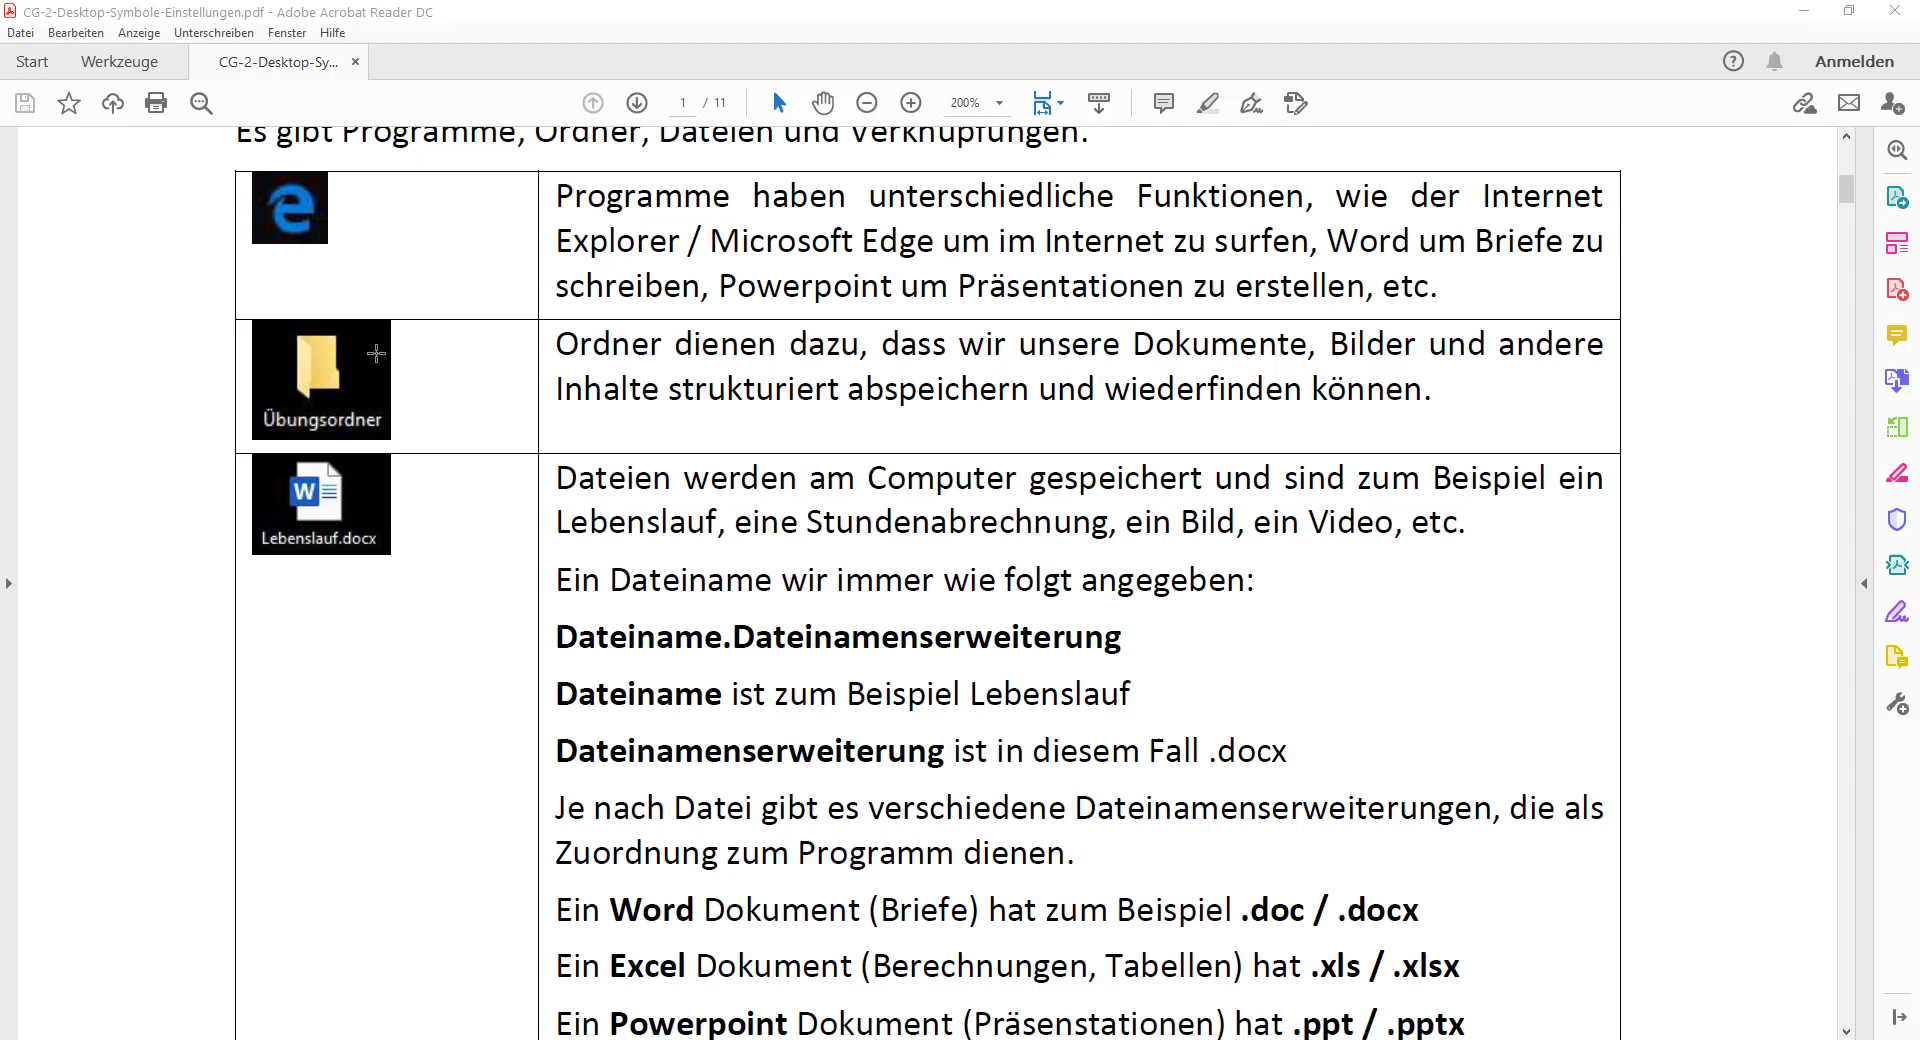 CG-2-Desktop-Symbole-Einstellungen.pdf - Adobe Acrobat Reader DC
Datei Bearbeiten Anzeige Unterschreiben Fenster Hilfe
Start Werkzeuge CG-2-Desktop-Sy... × Anmelden
1 / 11 200%
Es gibt Programme, Ordner, Dateien und Verknüpfungen.
Programme haben unterschiedliche Funktionen, wie der Internet
Explorer / Microsoft Edge um im Internet zu surfen, Word um Briefe zu
schreiben, Powerpoint um Präsentationen zu erstellen, etc.
Übungsordner
Ordner dienen dazu, dass wir unsere Dokumente, Bilder und andere
Inhalte strukturiert abspeichern und wiederfinden können.
W
Lebenslauf.docx
Dateien werden am Computer gespeichert und sind zum Beispiel ein
Lebenslauf, eine Stundenabrechnung, ein Bild, ein Video, etc.
Ein Dateiname wir immer wie folgt angegeben:
Dateiname.Dateinamenserweiterung
Dateiname ist zum Beispiel Lebenslauf
Dateinamenserweiterung ist in diesem Fall .docx
Je nach Datei gibt es verschiedene Dateinamenserweiterungen, die als
Zuordnung zum Programm dienen.
Ein Word Dokument (Briefe) hat zum Beispiel .doc / .docx
Ein Excel Dokument (Berechnungen, Tabellen) hat .xls / .xlsx
Ein Powerpoint Dokument (Präsenstationen) hat .ppt / .pptx